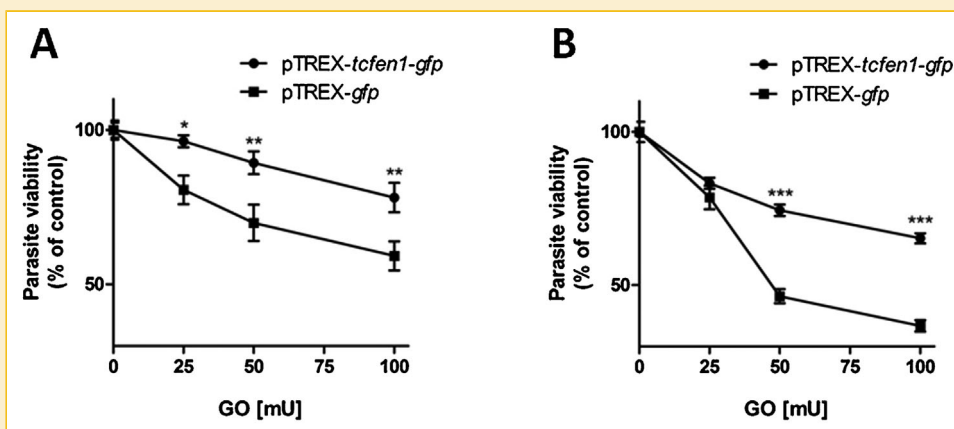 A
pTREX-tcfen1-gfp
pTREX-gfp
Parasite viability
(% of control)
100
50
*
**
**
0 25 50 75 100
GO [mU]
B
pTREX-tcfen1-gfp
pTREX-gfp
Parasite viability
(% of control)
100
50
***
***
0 25 50 75 100
GO [mU]